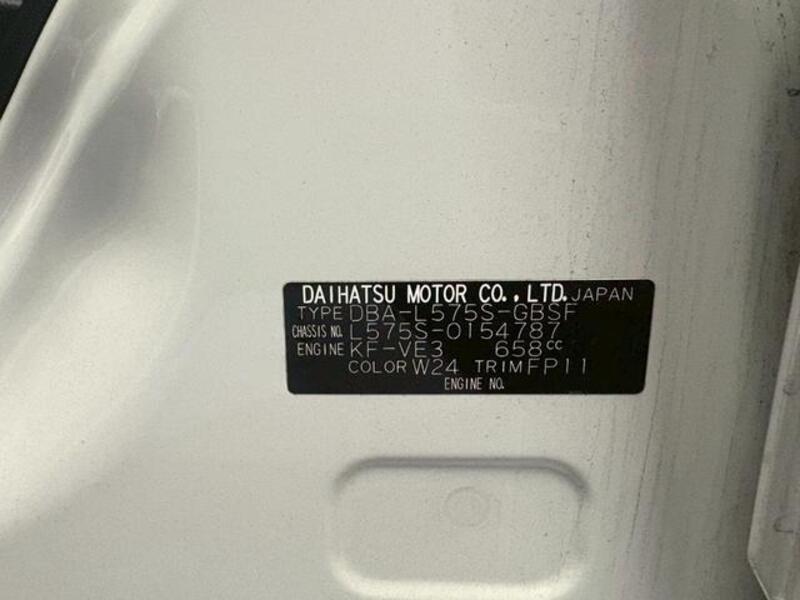 DAIHATSU MOTOR CO., LTD. JAPAN
TYPE DBA-L575S-GBSF
CHASSIS NO. L575S-0154787
ENGINE KF-VE3 658cc
COLOR W24 TRIM FP11
ENGINE NO.